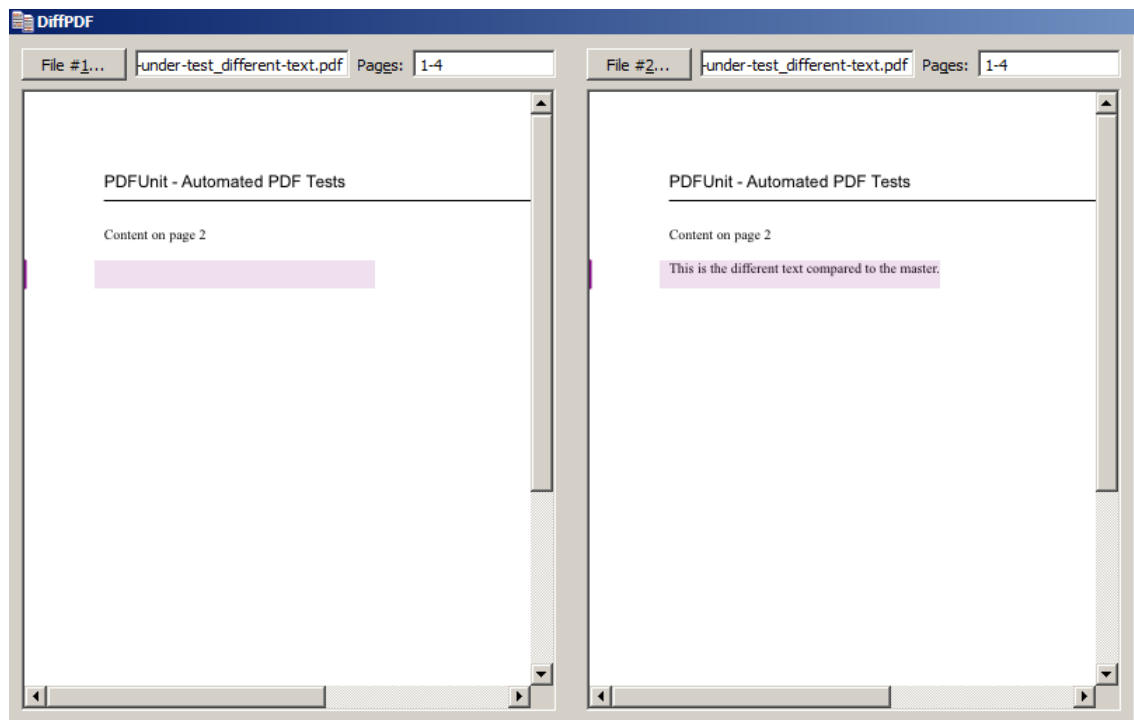 DiffPDF
File #1... -under-test_different-text.pdf Pages: 1-4
File #2... -under-test_different-text.pdf Pages: 1-4
PDFUnit - Automated PDF Tests
Content on page 2
PDFUnit - Automated PDF Tests
Content on page 2
This is the different text compared to the master.